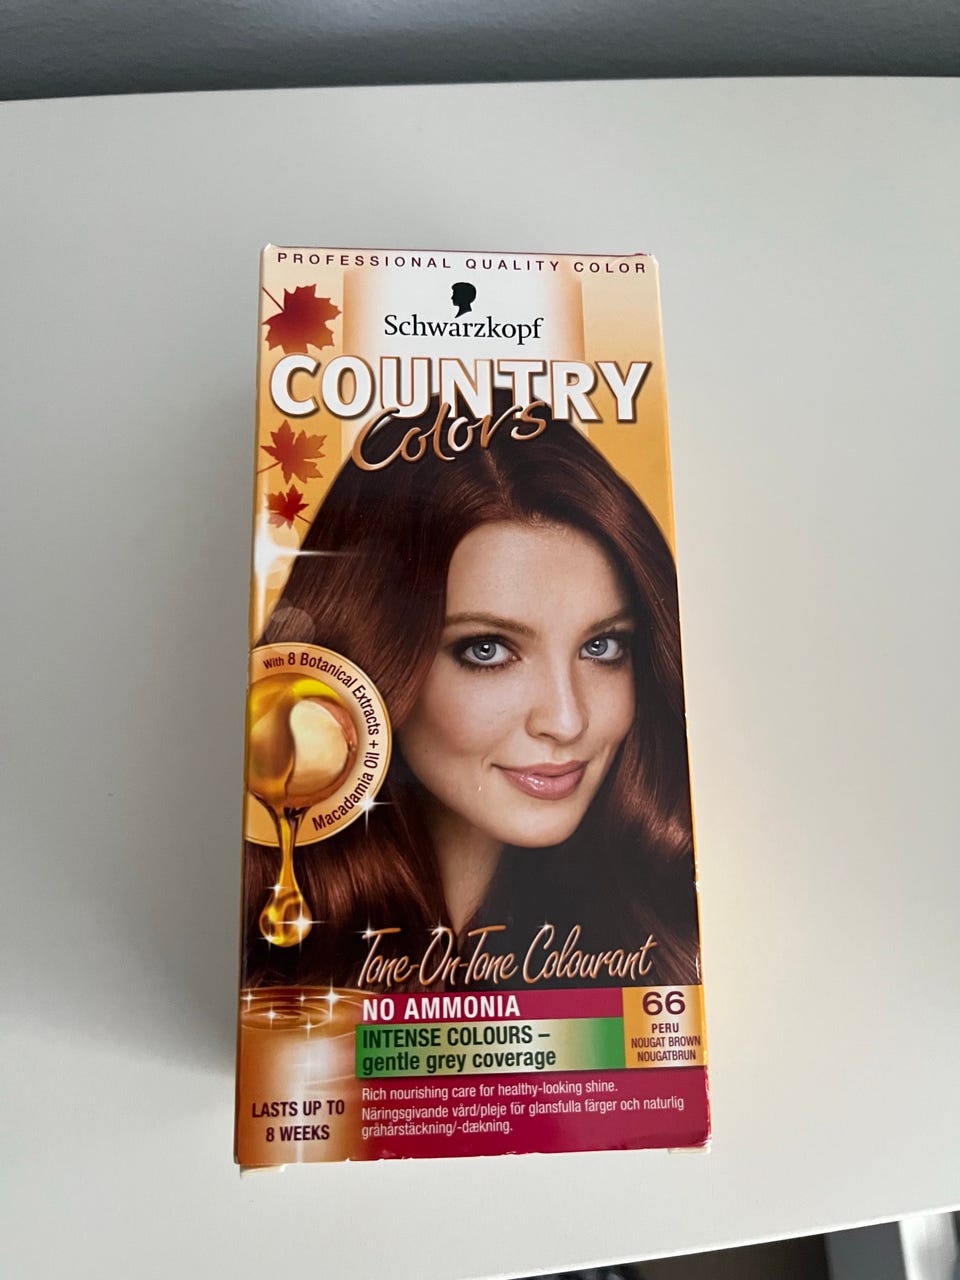 PROFESSIONAL QUALITY COLOR
Schwarzkopf
COUNTRY
Colors
With 8 Botanical Extracts + Macadamia Oil
Tone-On-Tone Colourant
NO AMMONIA
INTENSE COLOURS –
gentle grey coverage
66
PERU
NOUGAT BROWN
NOUGATBRUN
Rich nourishing care for healthy-looking shine.
Näringsgivande vård/pleje för glansfulla färger och naturlig
gråhårstäckning/-dækning.
LASTS UP TO
8 WEEKS